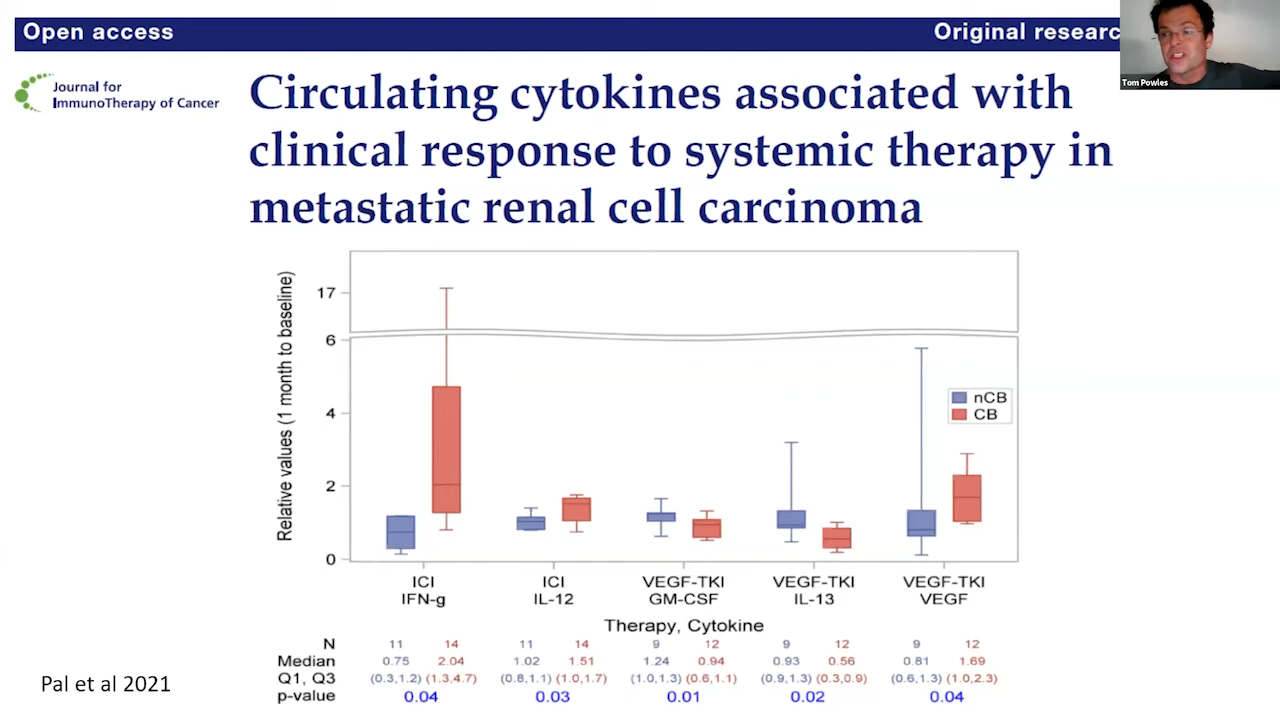 Open access
Original researc
Tom Powles
Journal for
ImmunoTherapy of Cancer
Circulating cytokines associated with
clinical response to systemic therapy in
metastatic renal cell carcinoma
Relative values (1 month to baseline)
17
6
4
2
0
nCB
CB
ICI ICI VEGF-TKI VEGF-TKI VEGF-TKI
IFN-g IL-12 GM-CSF IL-13 VEGF
Therapy, Cytokine
N 11 14 11 14 9 12 9 12 9 12
Median 0.75 2.04 1.02 1.51 1.24 0.94 0.93 0.56 0.81 1.69
Q1, Q3 (0.3,1.2) (1.3,4.7) (0.8,1.1) (1.0,1.7) (1.0,1.3) (0.6,1.1) (0.9,1.3) (0.3,0.9) (0.6,1.3) (1.0,2.3)
p-value 0.04 0.03 0.01 0.02 0.04
Pal et al 2021